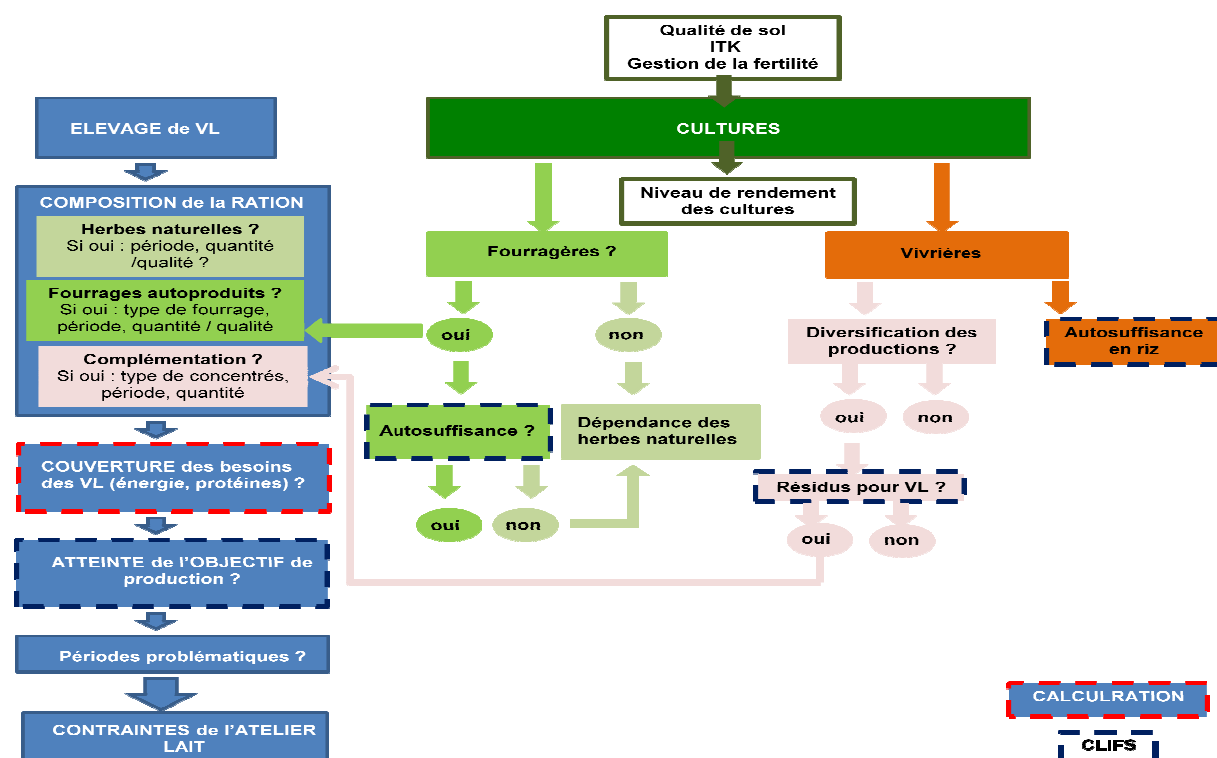 Qualité de sol
ITK
Gestion de la fertilité
ELEVAGE de VL
CULTURES
COMPOSITION de la RATION
Herbes naturelles ?
Si oui : période, quantité
/qualité ?
Fourrages autoproduits ?
Si oui : type de fourrage,
période, quantité / qualité
Complémentation ?
Si oui : type de concentrés,
période, quantité
Niveau de rendement
des cultures
Fourragères ?
Vivrières
oui
non
Diversification des
productions ?
Autosuffisance
en riz
Autosuffisance ?
Dépendance des
herbes naturelles
oui
non
COUVERTURE des besoins
des VL (énergie, protéines) ?
Résidus pour VL ?
oui
non
oui
non
ATTEINTE de l’OBJECTIF de
production ?
Périodes problématiques ?
CONTRAINTES de l’ATELIER
LAIT
CALCULRATION
CLIFS